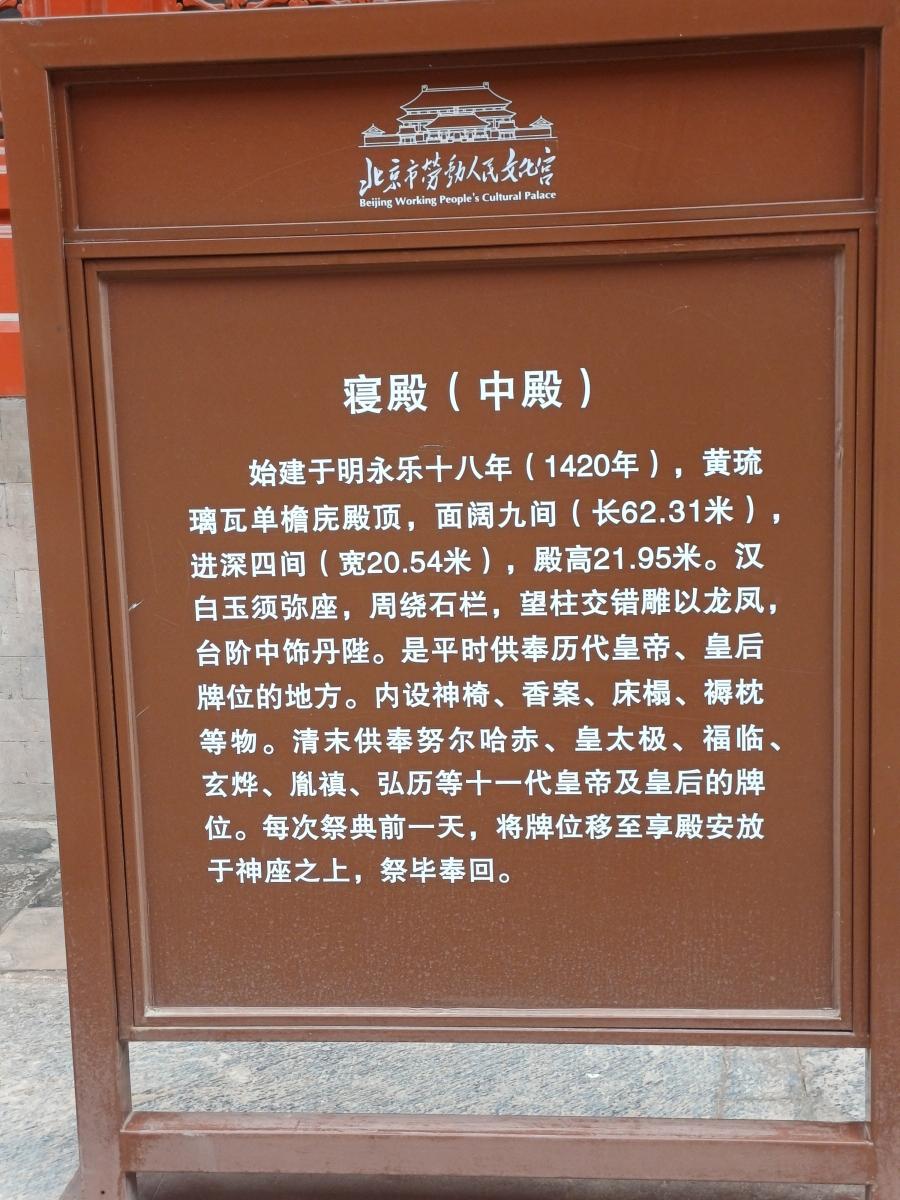 北京市劳动人民文化宫
Beijing Working People's Cultural Palace
寝殿（中殿）
始建于明永乐十八年（1420年），黄琉
璃瓦单檐庑殿顶，面阔九间（长62.31米），
进深四间（宽20.54米），殿高21.95米。汉
白玉须弥座，周绕石栏，望柱交错雕以龙凤，
台阶中饰丹陛。是平时供奉历代皇帝、皇后
牌位的地方。内设神椅、香案、床榻、褥枕
等物。清末供奉努尔哈赤、皇太极、福临、
玄烨、胤禛、弘历等十一代皇帝及皇后的牌
位。每次祭典前一天，将牌位移至享殿安放
于神座之上，祭毕奉回。